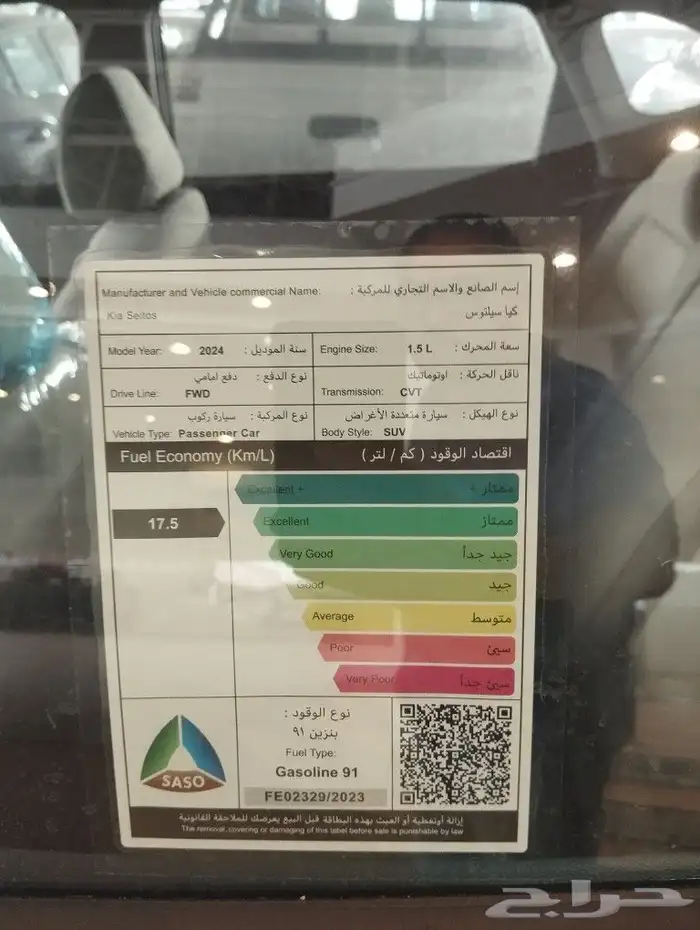 Manufacturer and Vehicle commercial Name: إسم الصانع والاسم التجاري للمركبة :
Kia Seltos كيا سيلتوس
Model Year: 2024 سنة الموديل : Engine Size: 1.5 L سعة المحرك :
نوع الدفع : دفع امامي ناقل الحركة : اوتوماتيك
Drive Line: FWD Transmission: CVT
نوع المركبة : سيارة ركوب نوع الهيكل : سيارة متعددة الأغراض
Vehicle Type: Passenger Car Body Style: SUV
Fuel Economy (Km/L) اقتصاد الوقود ( كم / لتر )
Excellent + ممتاز +
17.5 Excellent ممتاز
Very Good جيد جداً
Good جيد
Average متوسط
Poor سيئ
Very Poor سيئ جداً
نوع الوقود :
بنزين ٩١
Fuel Type:
Gasoline 91
FE02329/2023
SASO
إزالة أو تغطية أو العبث بهذه البطاقة قبل البيع يعرضك للملاحقة القانونية
The removal, covering or damaging of this label before sale is punishable by law
حراج